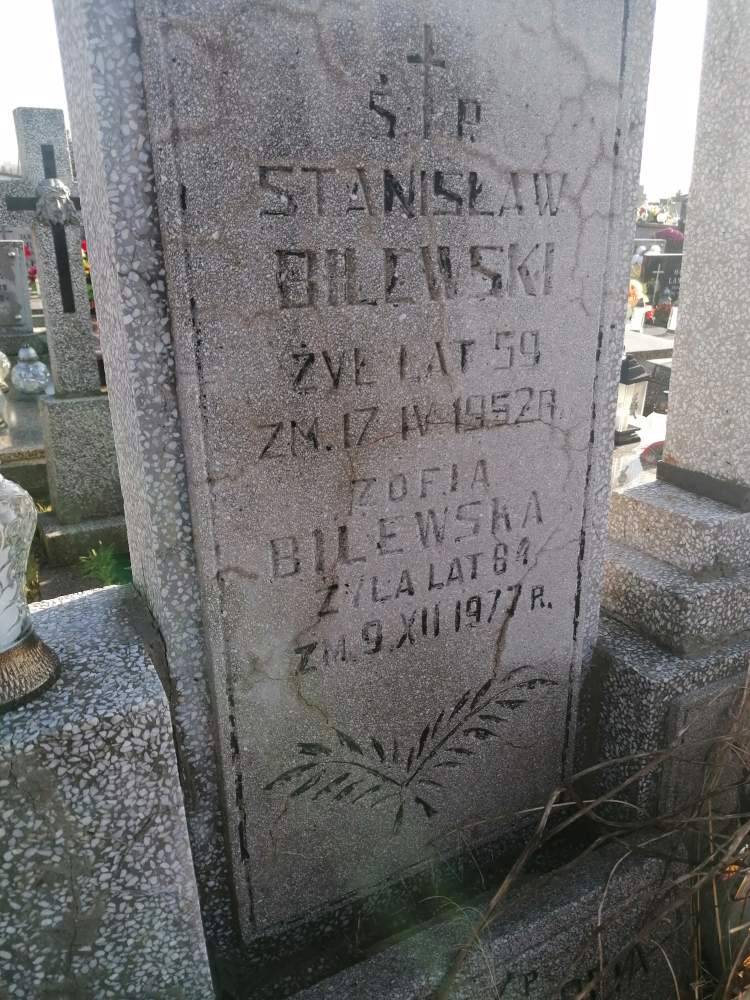 Ś. P.
STANISŁAW
BILEWSKI
ŻYŁ LAT 59
ZM. 17 IV 1952 R.
ZOFIA
BILEWSKA
ŻYŁA LAT 84
ZM. 9. XII 1977 R.